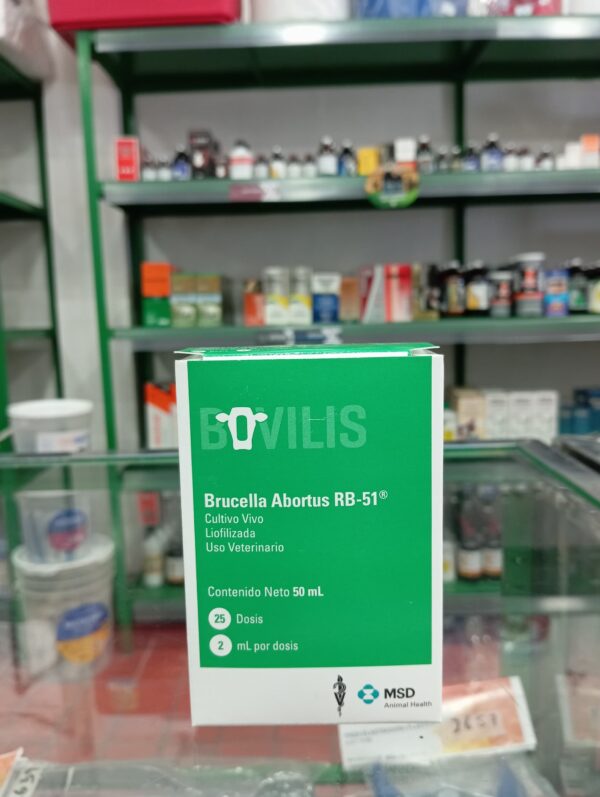 BOVILIS
Brucella Abortus RB-51®
Cultivo Vivo
Liofilizada
Uso Veterinario
Contenido Neto 50 mL
25 Dosis
2 mL por dosis
MSD
Animal Health